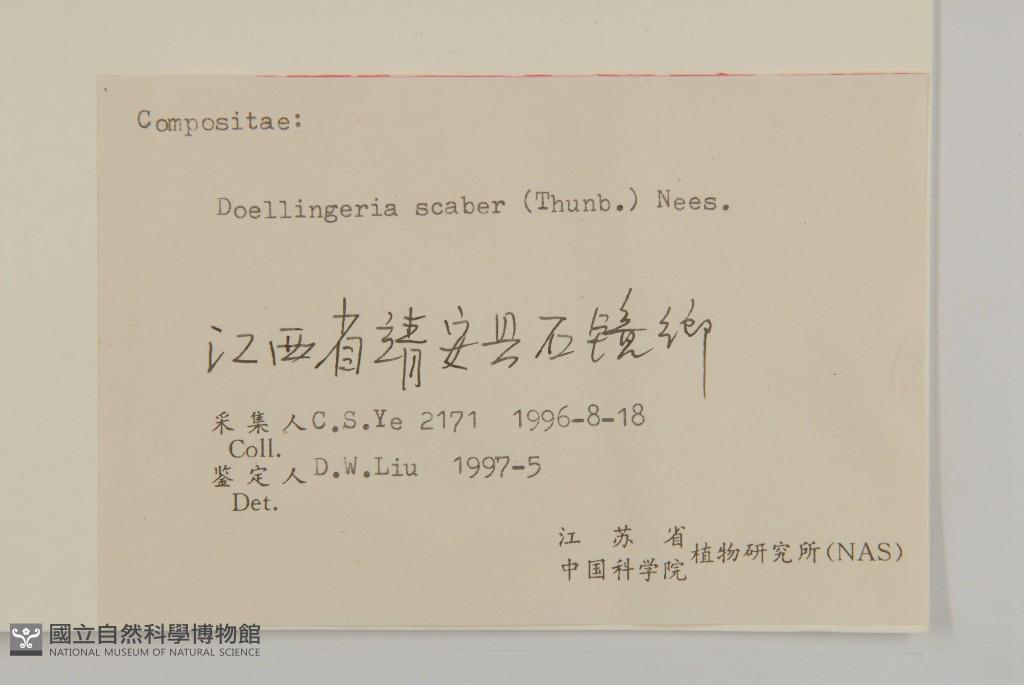 Compositae:
Doellingeria scaber (Thunb.) Nees.
江西省靖安县石镜鄉
采集人 C.S.Ye 2171 1996-8-18
Coll.
鉴定人 D.W.Liu 1997-5
Det.
江苏省
中国科学院 植物研究所(NAS)
國立自然科學博物館
NATIONAL MUSEUM OF NATURAL SCIENCE